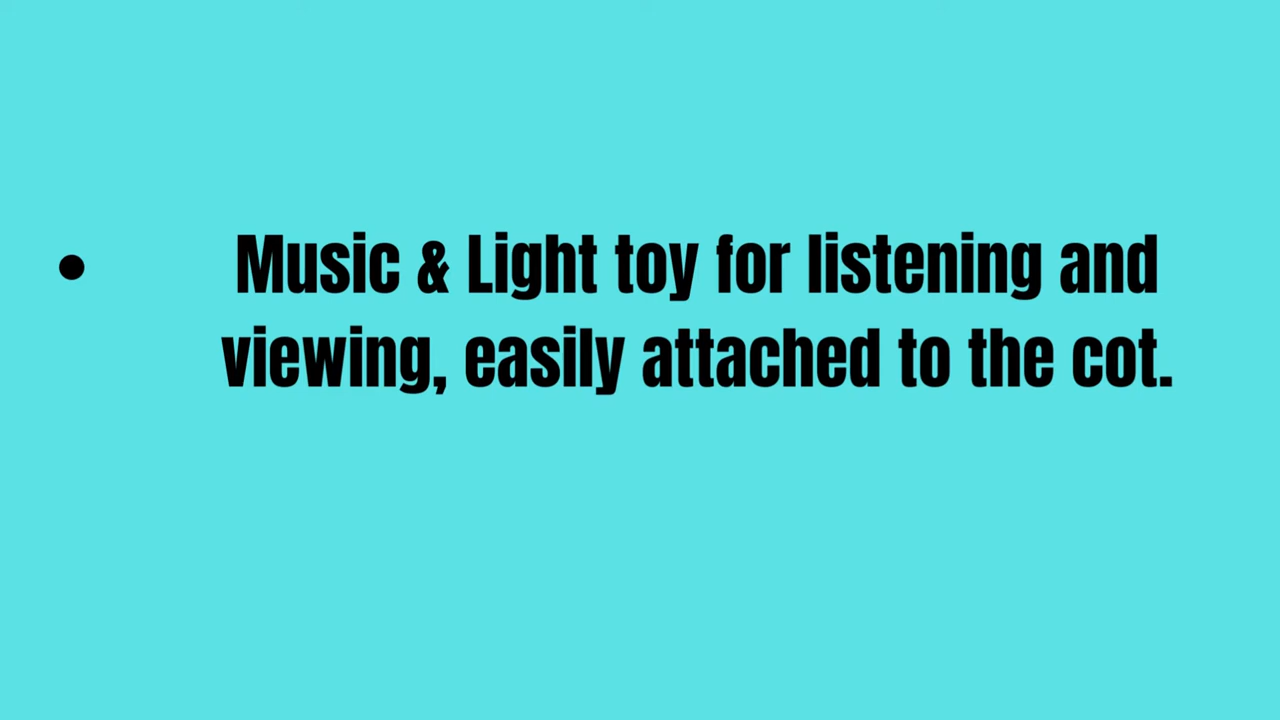 • Music & Light toy for listening and
viewing, easily attached to the cot.